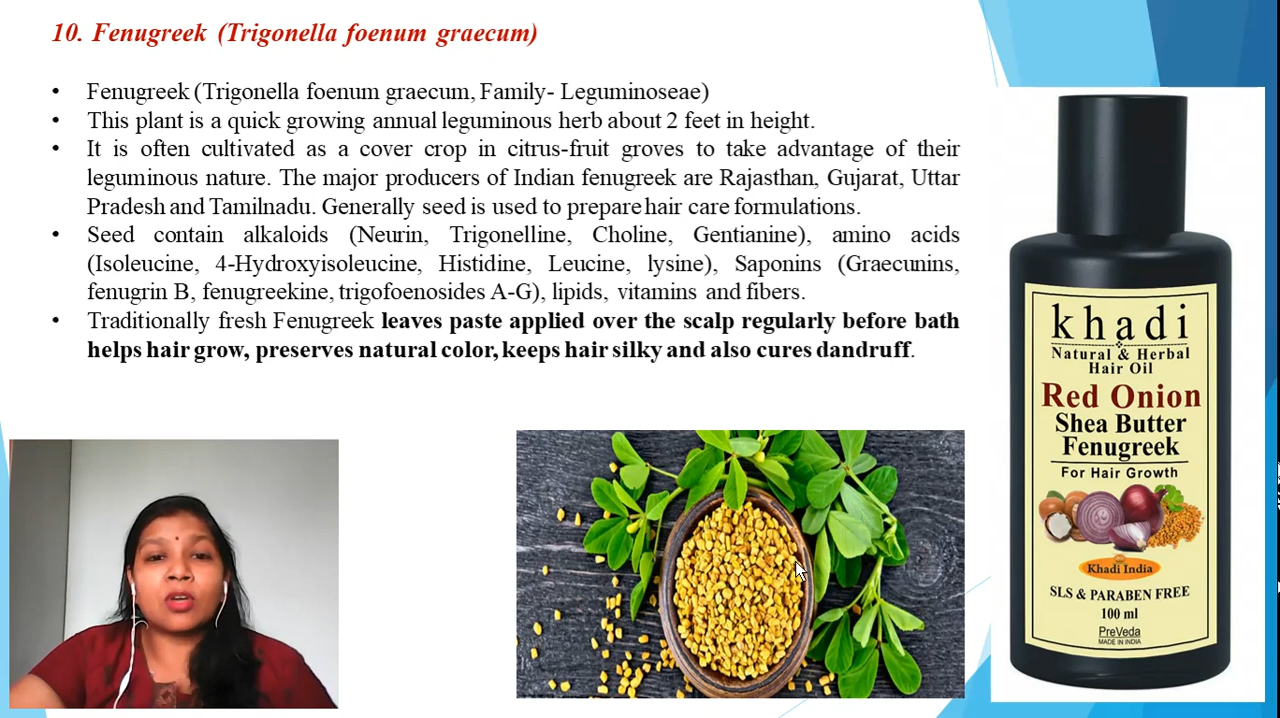 10. Fenugreek (Trigonella foenum graecum)
• Fenugreek (Trigonella foenum graecum, Family- Leguminoseae)
• This plant is a quick growing annual leguminous herb about 2 feet in height.
• It is often cultivated as a cover crop in citrus-fruit groves to take advantage of their
leguminous nature. The major producers of Indian fenugreek are Rajasthan, Gujarat, Uttar
Pradesh and Tamilnadu. Generally seed is used to prepare hair care formulations.
• Seed contain alkaloids (Neurin, Trigonelline, Choline, Gentianine), amino acids
(Isoleucine, 4-Hydroxyisoleucine, Histidine, Leucine, lysine), Saponins (Graecunins,
fenugrin B, fenugreekine, trigofoenosides A-G), lipids, vitamins and fibers.
• Traditionally fresh Fenugreek leaves paste applied over the scalp regularly before bath
helps hair grow, preserves natural color, keeps hair silky and also cures dandruff.
khadi
Natural & Herbal
Hair Oil
Red Onion
Shea Butter
Fenugreek
For Hair Growth
Khadi India
SLS & PARABEN FREE
100 ml
PreVeda
MADE IN INDIA